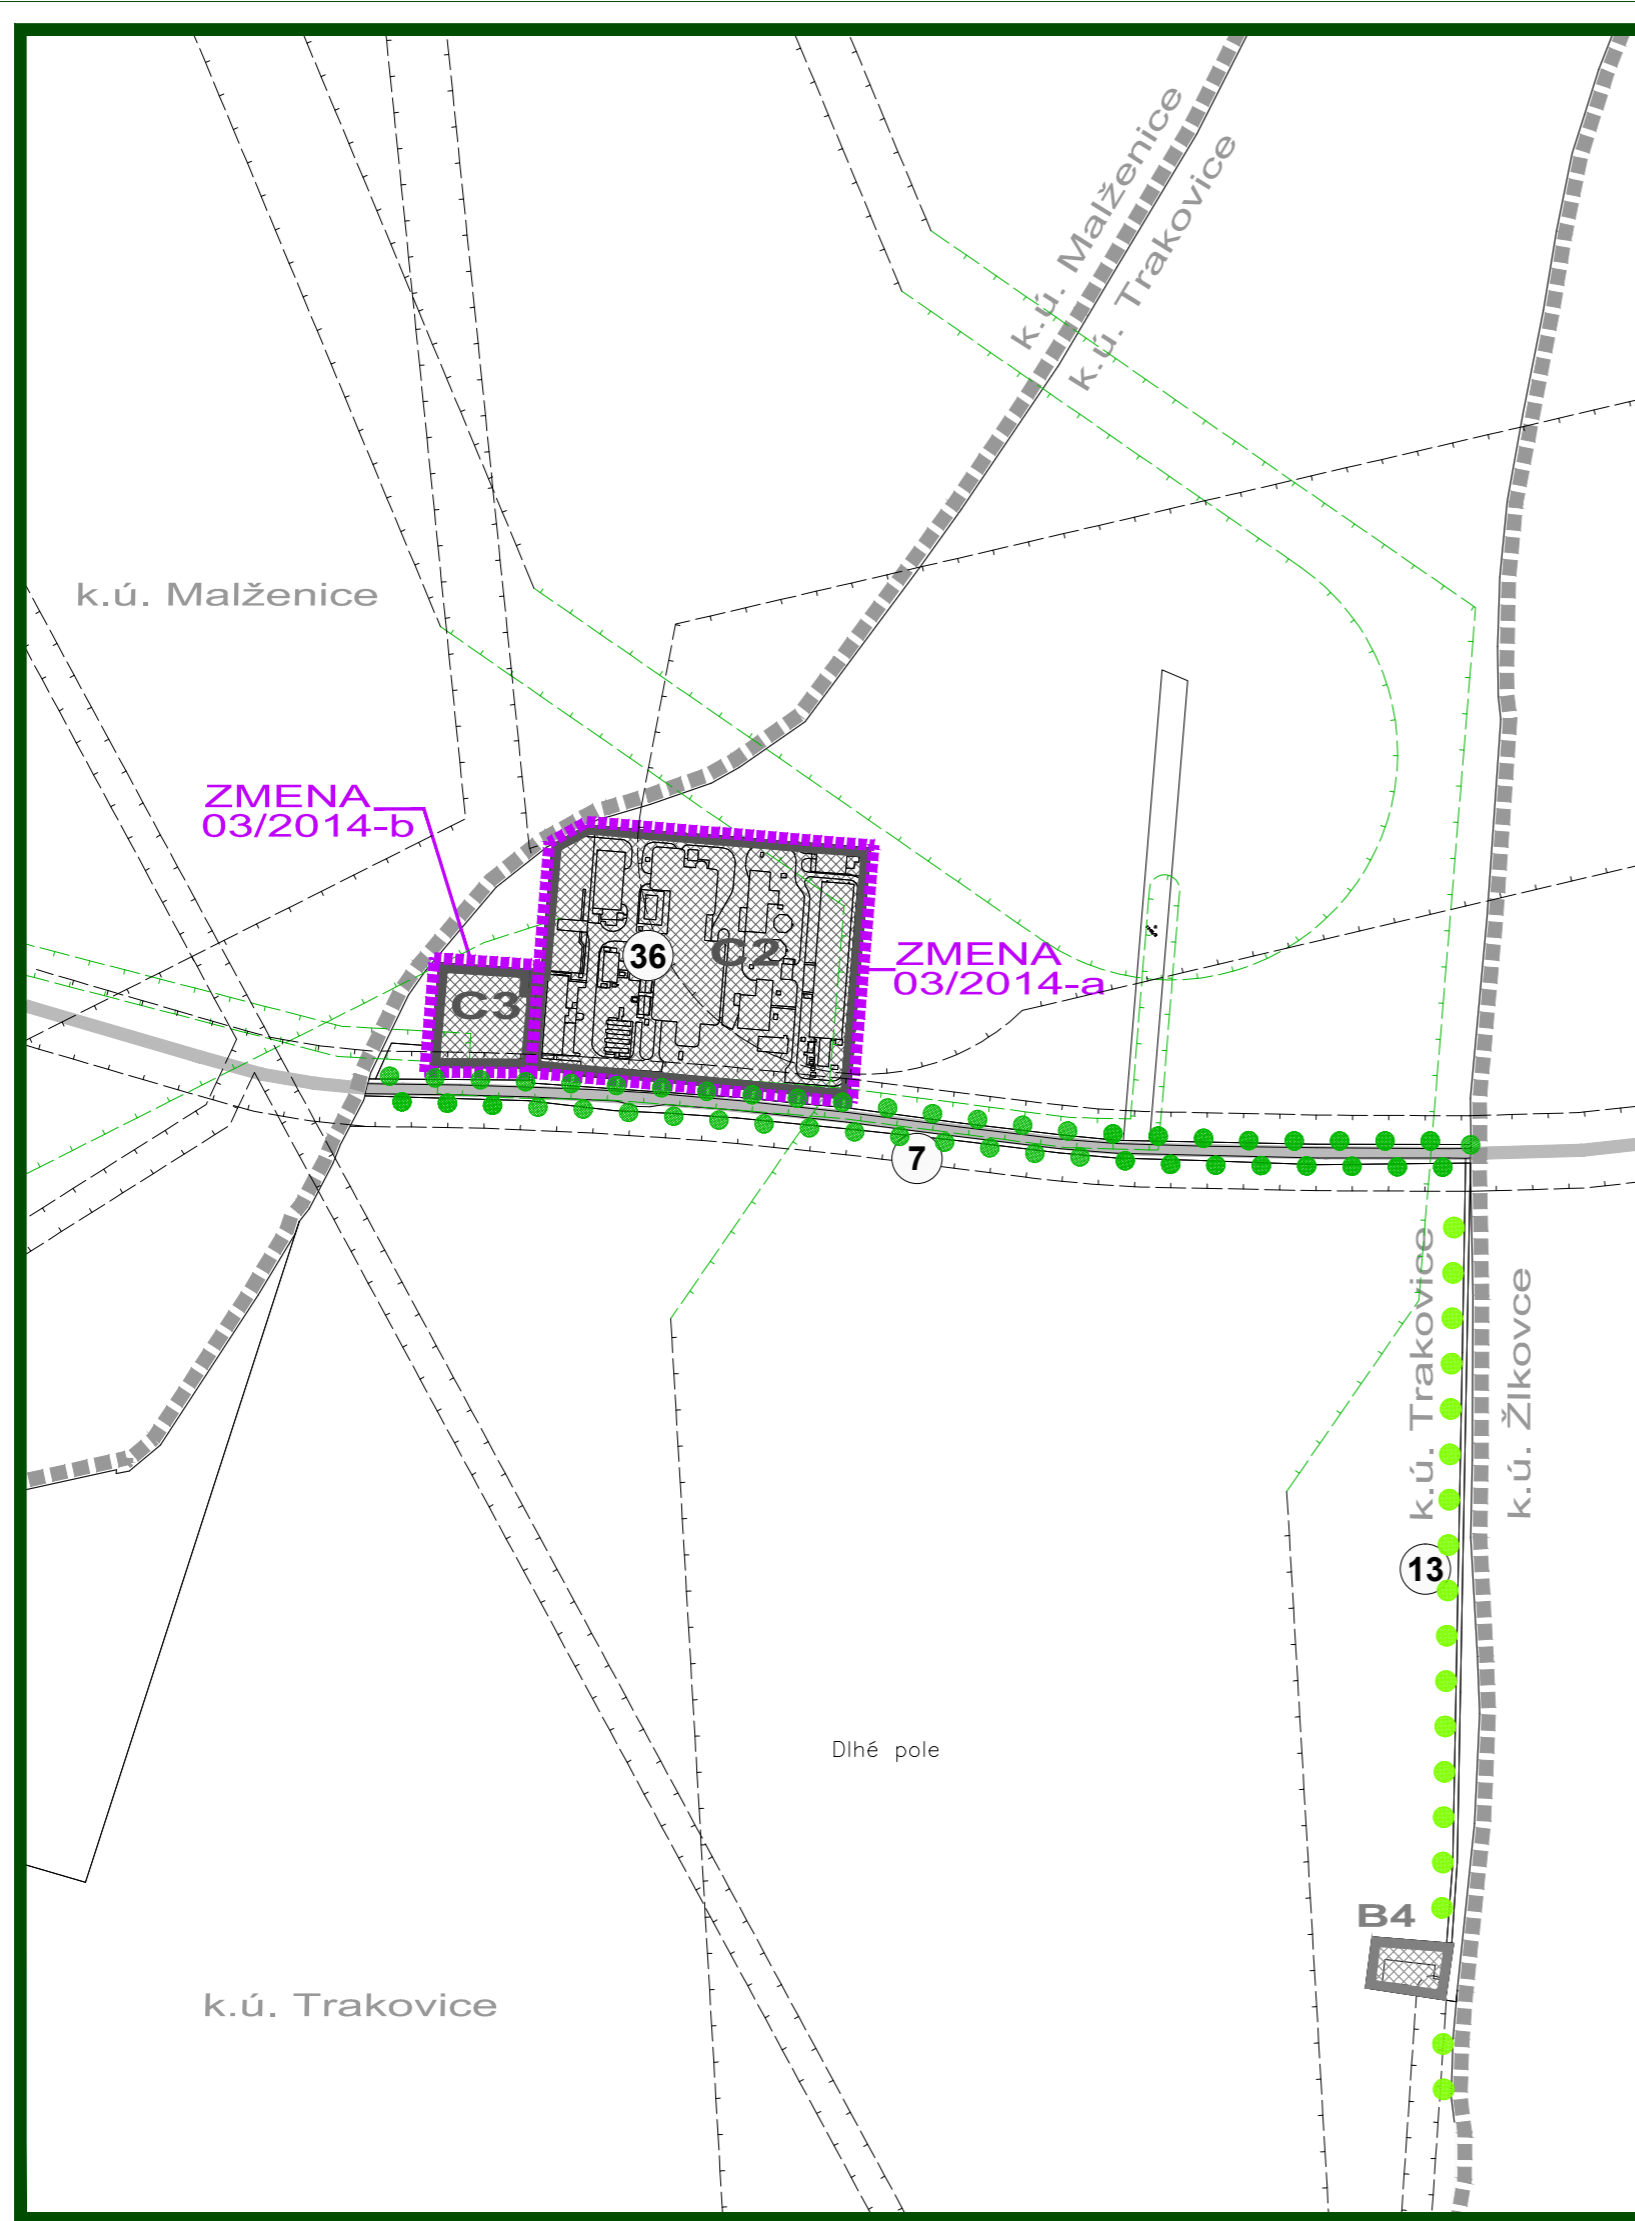 k.ú. Malženice
k.ú. Trakovice
k.ú. Malženice
ZMENA
03/2014-b
36
C2
ZMENA
03/2014-a
C3
7
k.ú. Trakovice
k.ú. Žlkovce
13
Dlhé pole
B4
k.ú. Trakovice